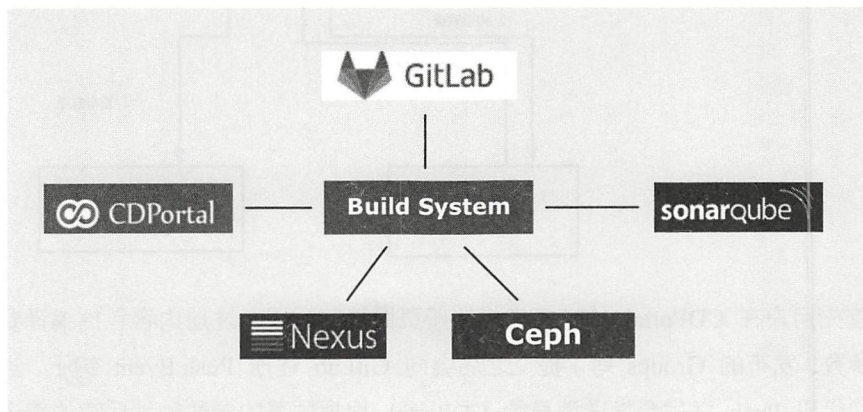 GitLab
CDPortal
Build System
sonarqube
Nexus
Ceph